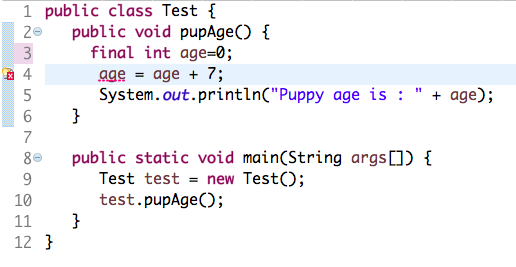 1 public class Test {
2 public void pupAge() {
3 final int age=0;
4 age = age + 7;
5 System.out.println("Puppy age is : " + age);
6 }
7
8 public static void main(String args[]) {
9 Test test = new Test();
10 test.pupAge();
11 }
12 }